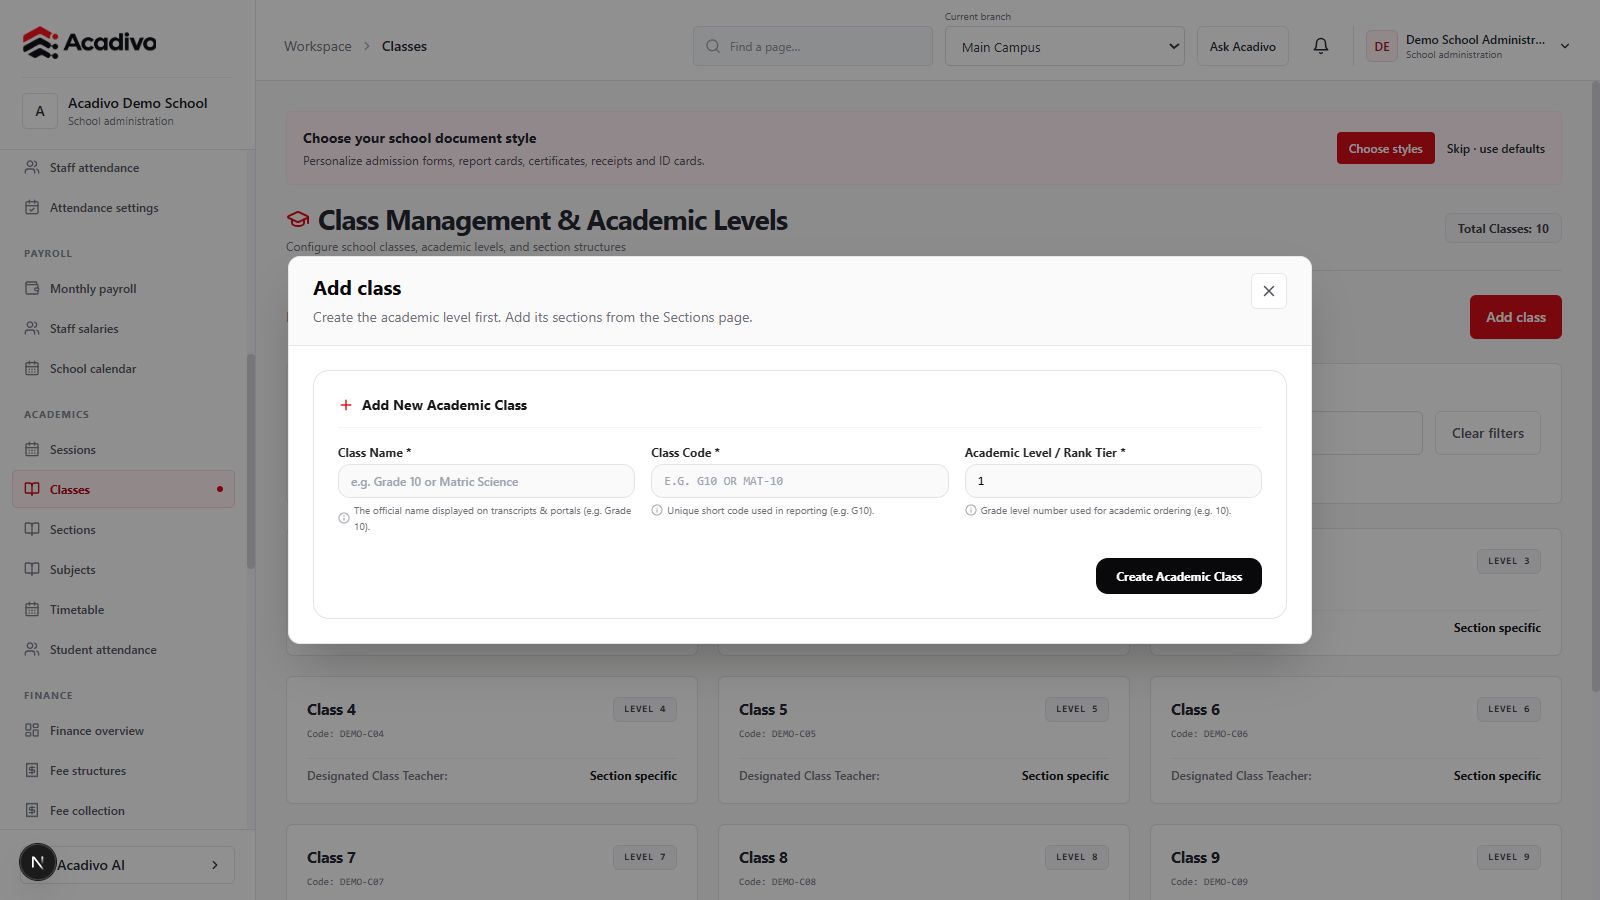 Acadivo
Acadivo Demo School
School administration
A
Staff attendance
Attendance settings
PAYROLL
Monthly payroll
Staff salaries
School calendar
ACADEMICS
Sessions
Classes
Sections
Subjects
Timetable
Student attendance
FINANCE
Finance overview
Fee structures
Fee collection
N
Acadivo AI
Workspace > Classes
Find a page...
Current branch
Main Campus
Ask Acadivo
DE
Demo School Administr...
School administration
Choose your school document style
Personalize admission forms, report cards, certificates, receipts and ID cards.
Choose styles
Skip · use defaults
Class Management & Academic Levels
Configure school classes, academic levels, and section structures
Total Classes: 10
Add class
Clear filters
Add class
Create the academic level first. Add its sections from the Sections page.
Add New Academic Class
Class Name *
e.g. Grade 10 or Matric Science
The official name displayed on transcripts & portals (e.g. Grade
10).
Class Code *
E.G. G10 OR MAT-10
Unique short code used in reporting (e.g. G10).
Academic Level / Rank Tier *
1
Grade level number used for academic ordering (e.g. 10).
Create Academic Class
LEVEL 3
Section specific
Class 4
LEVEL 4
Code: DEMO-C04
Designated Class Teacher:
Section specific
Class 5
LEVEL 5
Code: DEMO-C05
Designated Class Teacher:
Section specific
Class 6
LEVEL 6
Code: DEMO-C06
Designated Class Teacher:
Section specific
Class 7
LEVEL 7
Code: DEMO-C07
Class 8
LEVEL 8
Code: DEMO-C08
Class 9
LEVEL 9
Code: DEMO-C09